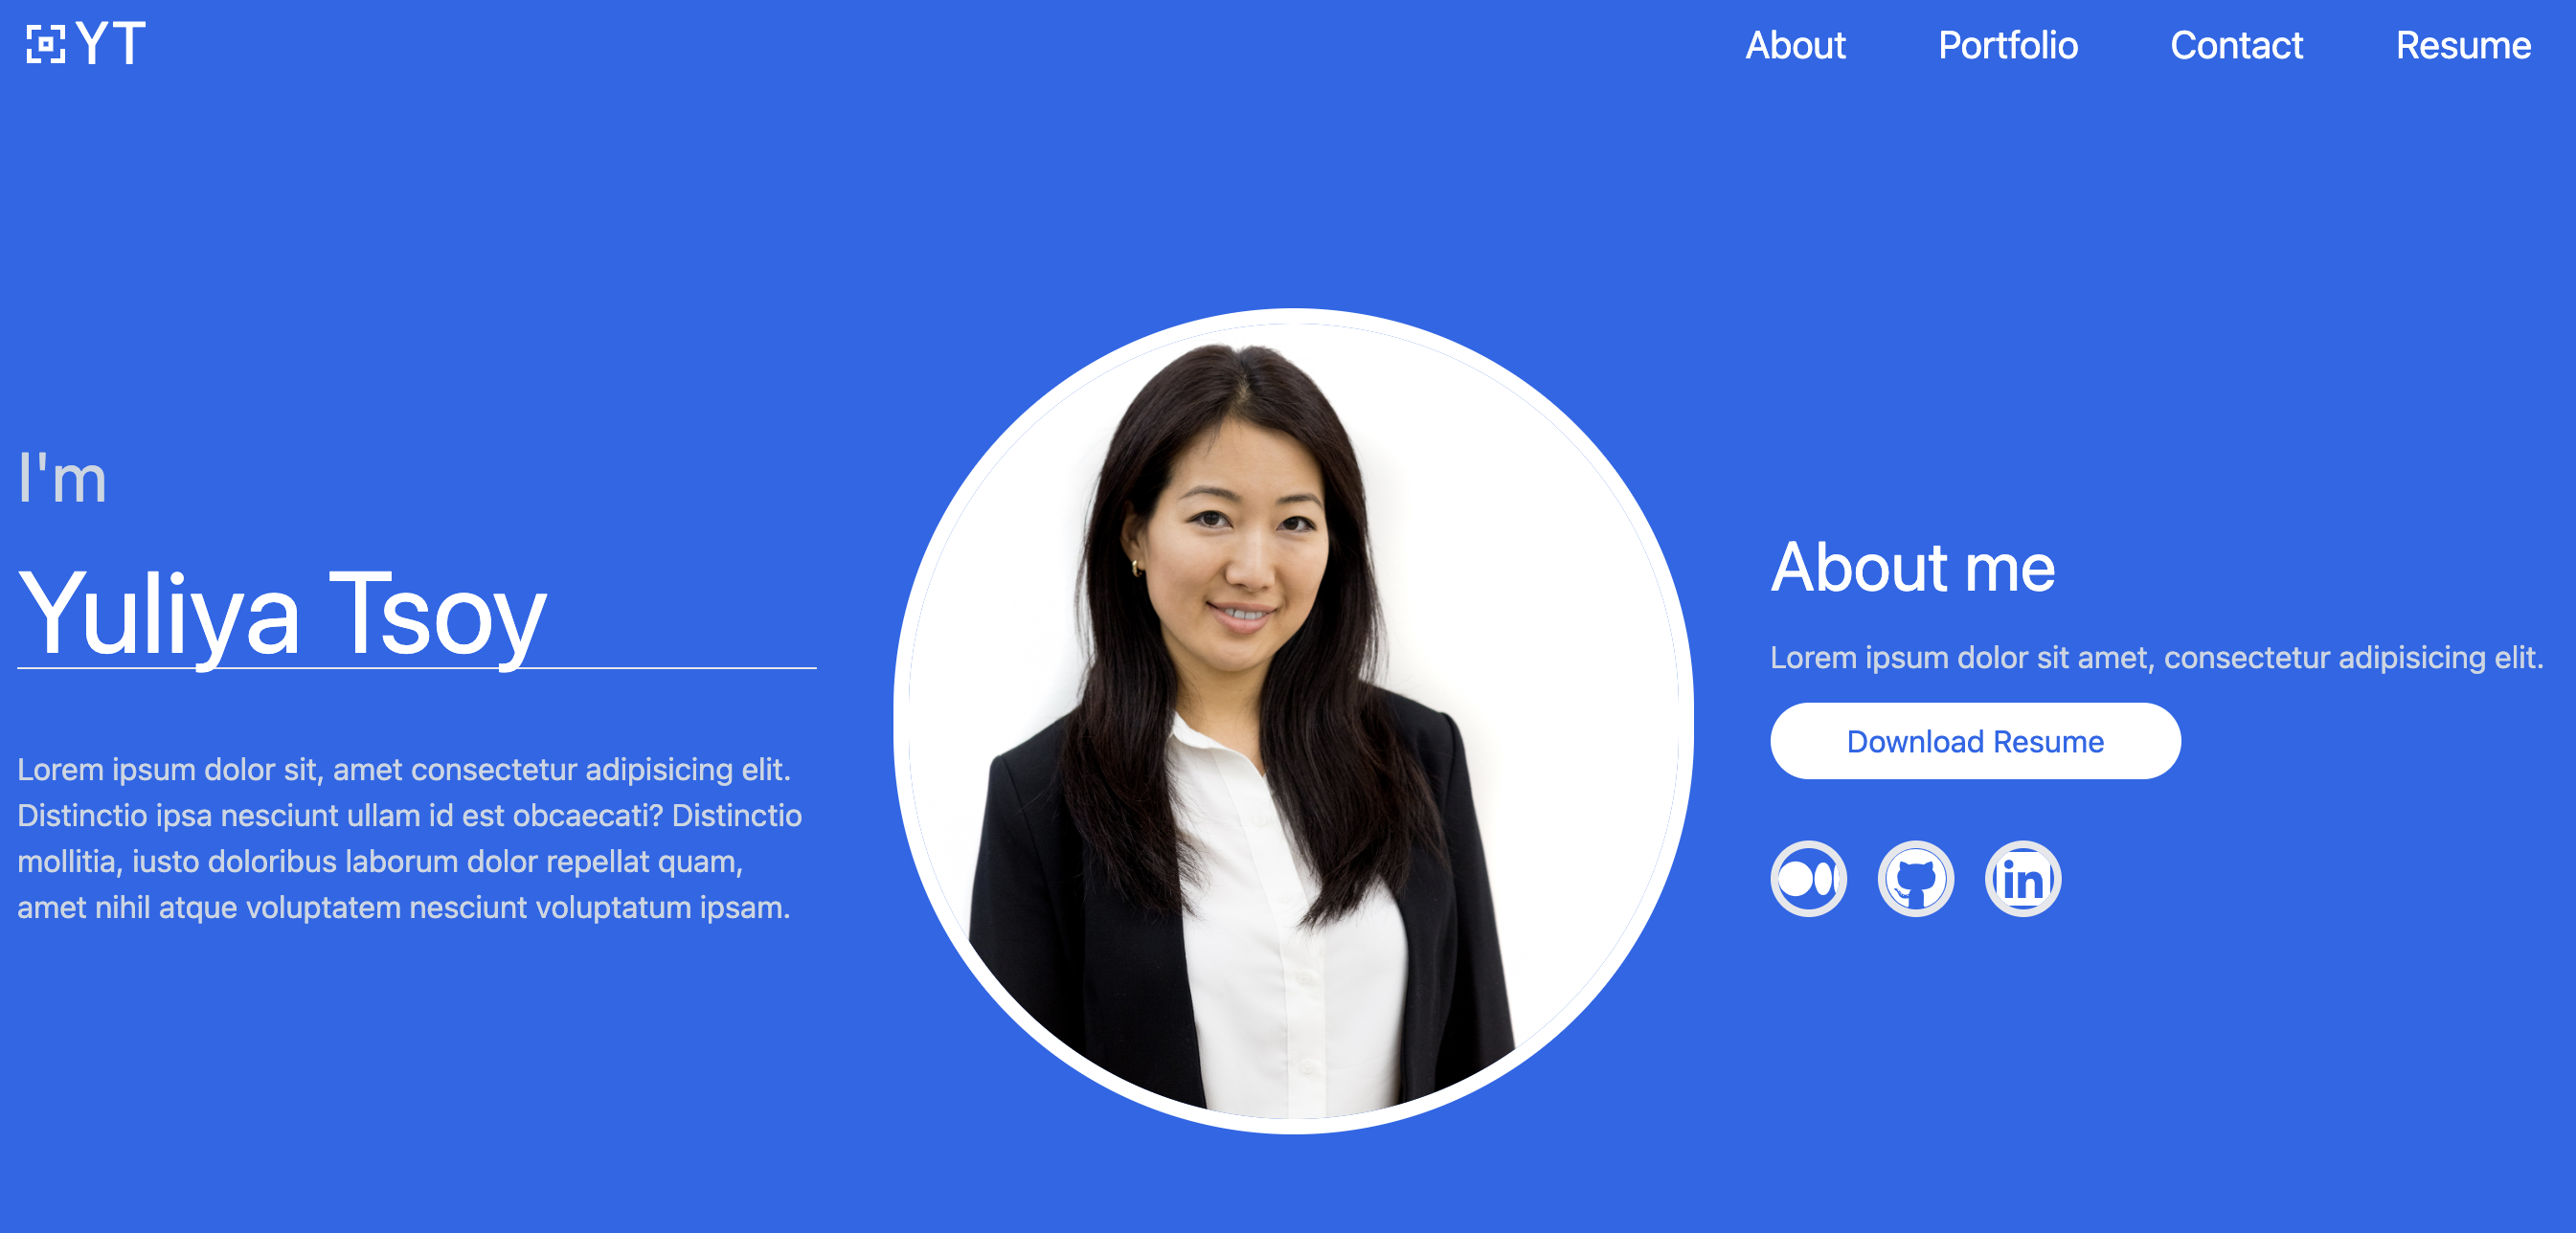 YT
About
Portfolio
Contact
Resume
I'm
Yuliya Tsoy
Lorem ipsum dolor sit, amet consectetur adipisicing elit.
Distinctio ipsa nesciunt ullam id est obcaecati? Distinctio
mollitia, iusto doloribus laborum dolor repellat quam,
amet nihil atque voluptatem nesciunt voluptatum ipsam.
About me
Lorem ipsum dolor sit amet, consectetur adipisicing elit.
Download Resume
in